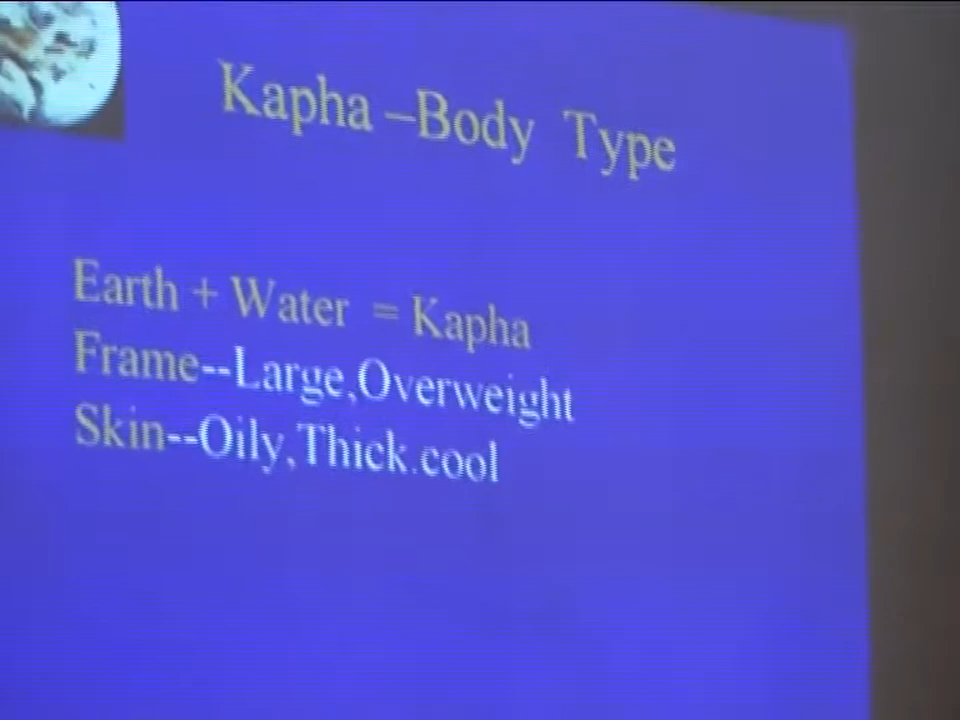 Kapha –Body Type
Earth + Water = Kapha
Frame--Large,Overweight
Skin--Oily,Thick.cool